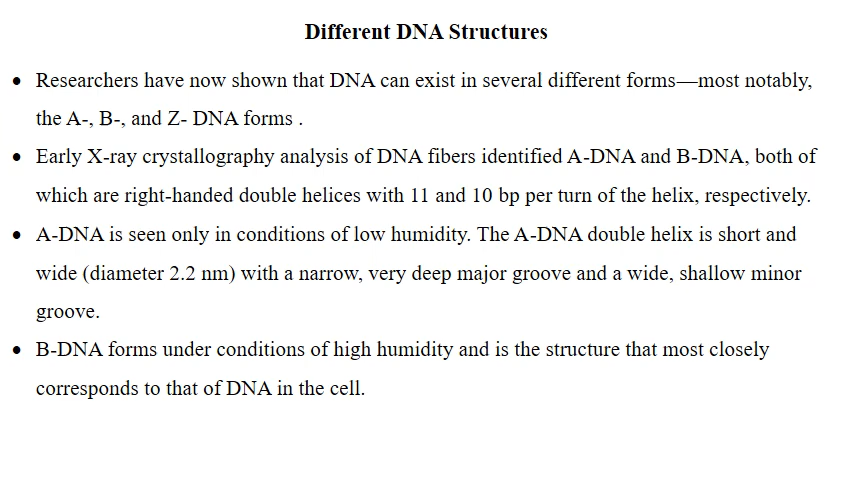 Different DNA Structures
• Researchers have now shown that DNA can exist in several different forms—most notably,
the A-, B-, and Z- DNA forms .
• Early X-ray crystallography analysis of DNA fibers identified A-DNA and B-DNA, both of
which are right-handed double helices with 11 and 10 bp per turn of the helix, respectively.
• A-DNA is seen only in conditions of low humidity. The A-DNA double helix is short and
wide (diameter 2.2 nm) with a narrow, very deep major groove and a wide, shallow minor
groove.
• B-DNA forms under conditions of high humidity and is the structure that most closely
corresponds to that of DNA in the cell.